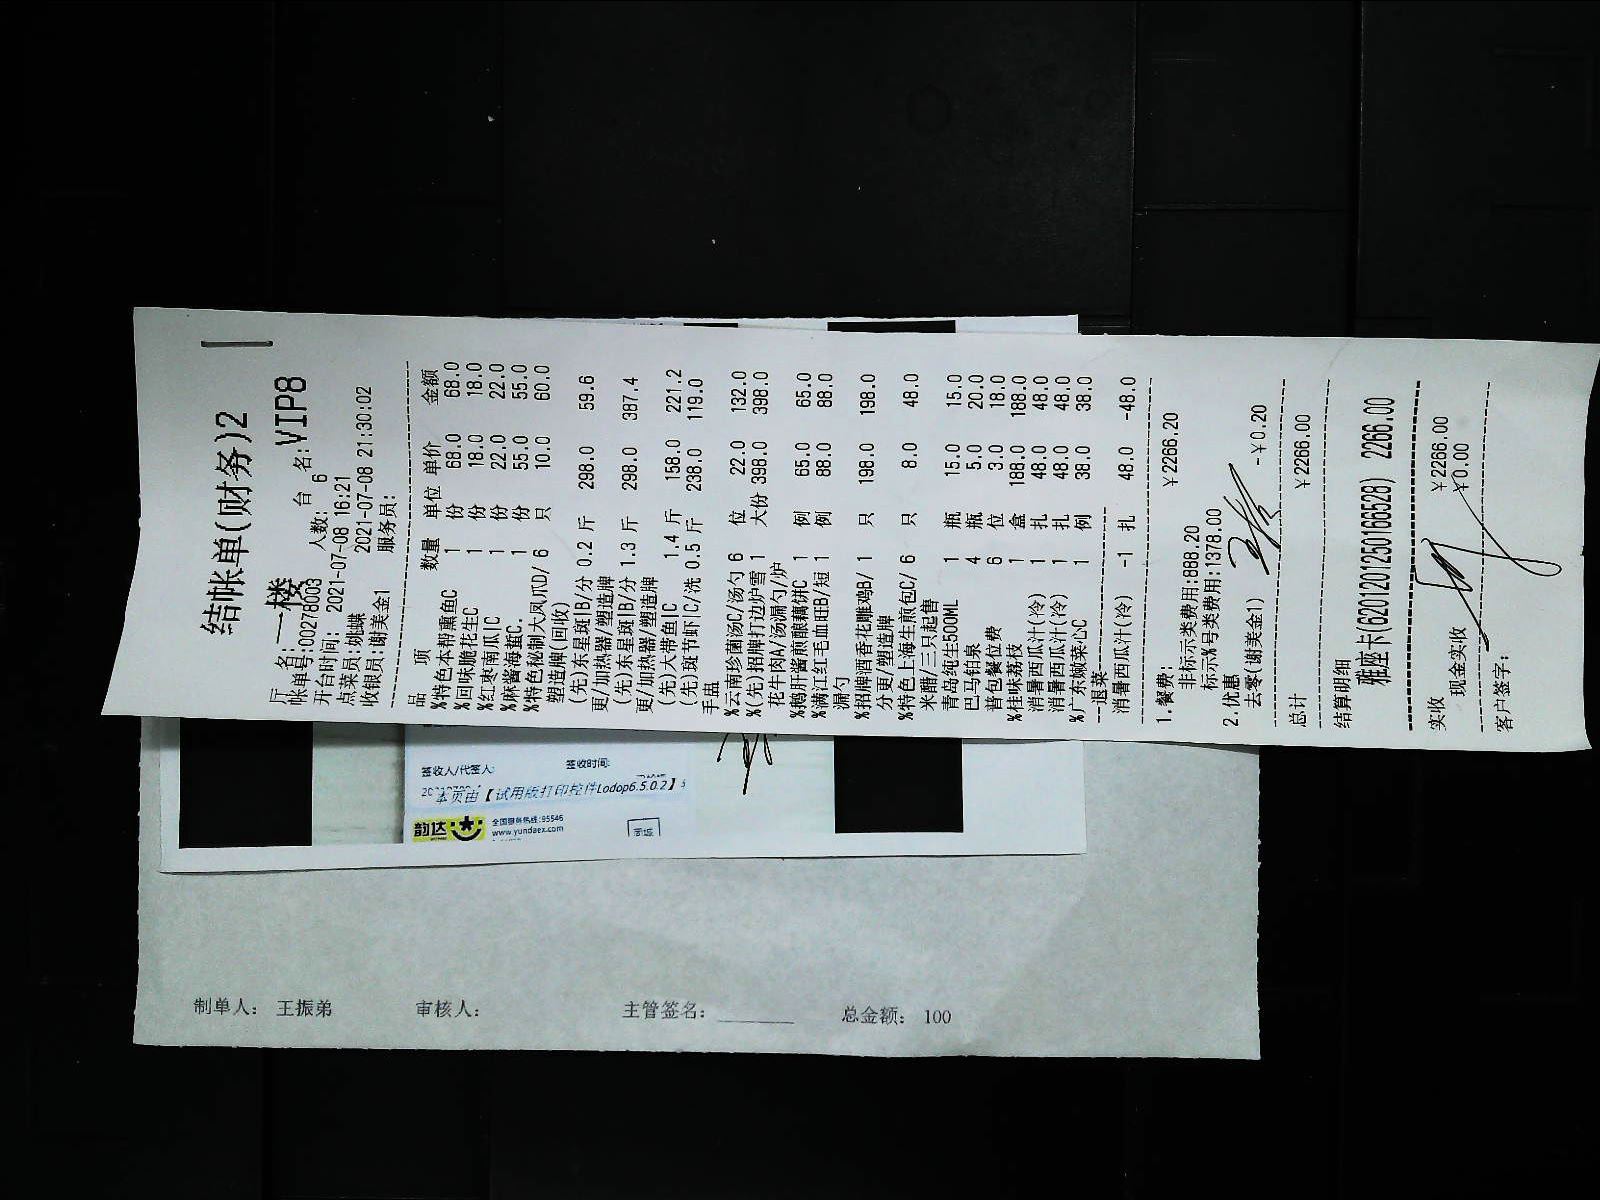 结帐单(财务)2
厅名:一楼 台名:VIP8
帐单号:00278003 人数: 6
开台时间: 2021-07-08 16:21
点菜员:胡蝶 2021-07-08 21:30:02
收银员:谢美金1 服务员:
品 项 数量 单位 单价 金额
%特色本帮熏鱼C 1 份 68.0 68.0
%回味脆花生C 1 份 18.0 18.0
%红枣南瓜IC 1 份 22.0 22.0
%麻酱海蜇C. 1 份 55.0 55.0
%特色秘制大凤爪D/ 6 只 10.0 60.0
塑造牌(回收)
(先)东星斑IB/分 0.2 斤 298.0 59.6
更/加热器/塑造牌
(先)东星斑IB/分 1.3 斤 298.0 387.4
更/加热器/塑造牌
(先)大带鱼IC 1.4 斤 158.0 221.2
(先)斑节虾IC/洗 0.5 斤 238.0 119.0
手盅
%云南珍菌汤C/汤勺 6 位 22.0 132.0
%(先)招牌打边炉雪 1 大份 398.0 398.0
花牛肉A/汤漏勺/炉
%鹅肝酱煎酿藕饼C 1 例 65.0 65.0
%满江红毛血旺B/短 1 例 88.0 88.0
漏勺
%招牌酒香花雕鸡B/ 1 只 198.0 198.0
分更/塑造牌
%特色上海生煎包C/ 6 只 8.0 48.0
米醋/三只起售
青岛纯生500ML 1 瓶 15.0 15.0
巴马铂泉 4 瓶 5.0 20.0
普包餐位费 6 位 3.0 18.0
%桂味荔枝 1 盒 188.0 188.0
消暑西瓜汁(冷) 1 扎 48.0 48.0
消暑西瓜汁(冷) 1 扎 48.0 48.0
%广东嫩菜心C 1 例 38.0 38.0
--退菜--
消暑西瓜汁(冷) -1 扎 48.0 -48.0
1.餐费: ¥2266.20
非标示类费用:888.20
标示%号类费用:1378.00
2.优惠
去零(谢美金1) -¥0.20
总计 ¥2266.00
结算明细
雅座卡(6201201250166528) 2266.00
实收 ¥2266.00
现金实收 ¥0.00
客户签字:
签收人/代签人: 签收时间:
本页由【试用版打印控件Lodop6.5.0.2】
韵达 全国服务热线:95546
www.yundaex.com
制单人: 王振弟 审核人: 主管签名: 总金额: 100